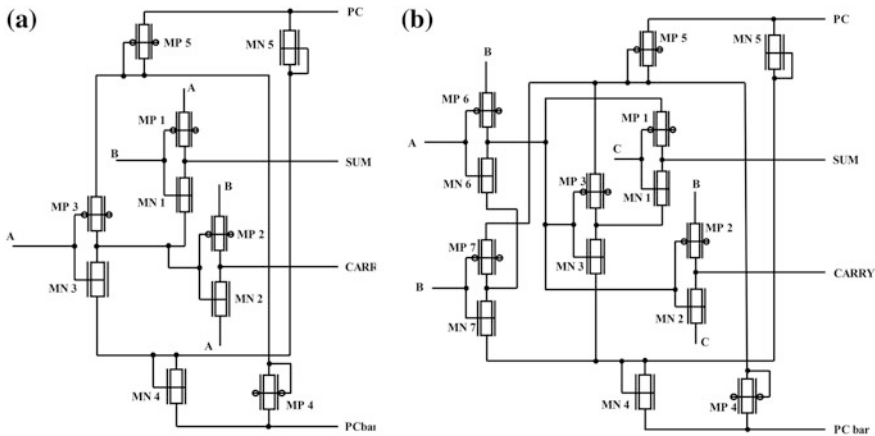 (a)
PC
MP 5
MN 5
A
MP 1
B
SUM
MN 1
B
MP 3
MP 2
A
CARR
MN 3
MN 2
A
MN 4
MP 4
PCbar
(b)
PC
B
MP 5
MN 5
MP 6
MP 1
A
C
SUM
MN 6
MP 3
MN 1
B
MP 7
MP 2
MN 3
CARRY
B
MN 2
MN 7
C
MN 4
MP 4
PC bar